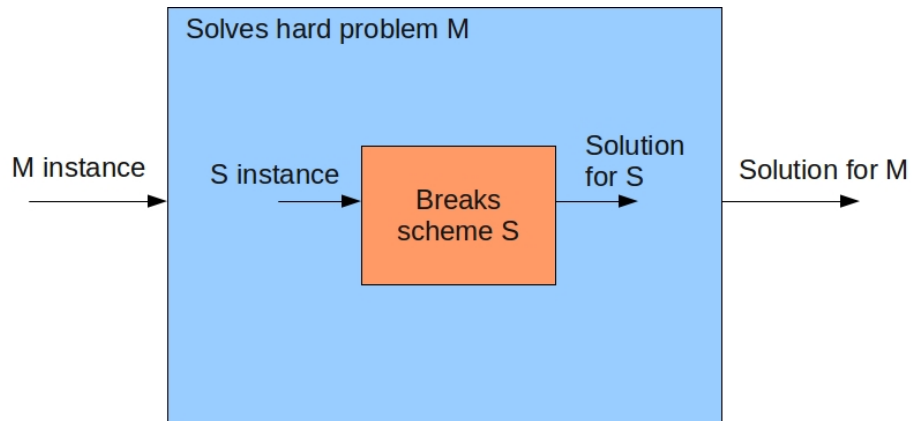 Solves hard problem M
M instance
S instance
Breaks
scheme S
Solution
for S
Solution for M